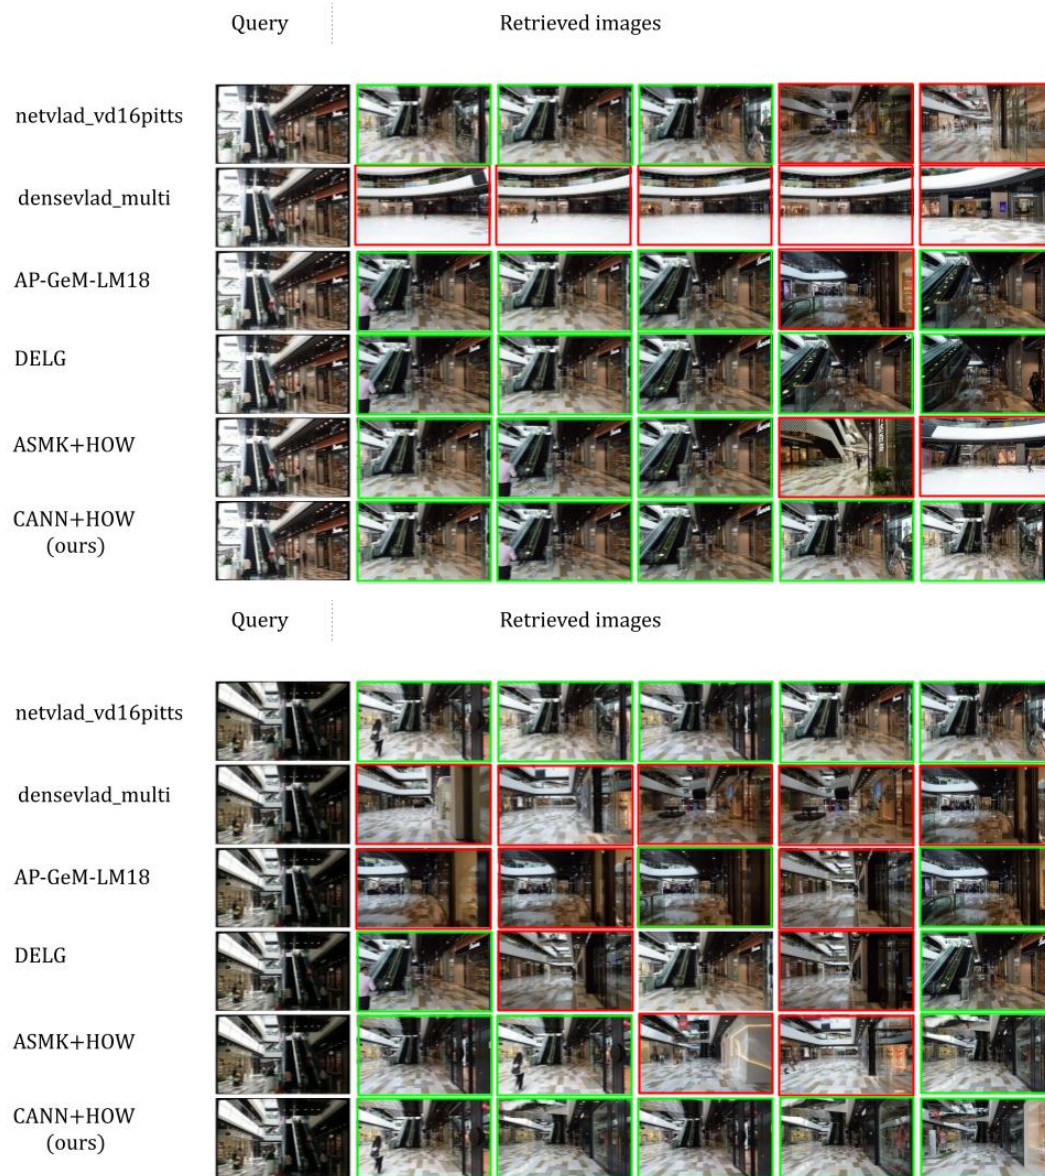 Query Retrieved images
netvlad_vd16pitts
densevlad_multi
AP-GeM-LM18
DELG
ASMK+HOW
CANN+HOW
(ours)
Query Retrieved images
netvlad_vd16pitts
densevlad_multi
AP-GeM-LM18
DELG
ASMK+HOW
CANN+HOW
(ours)